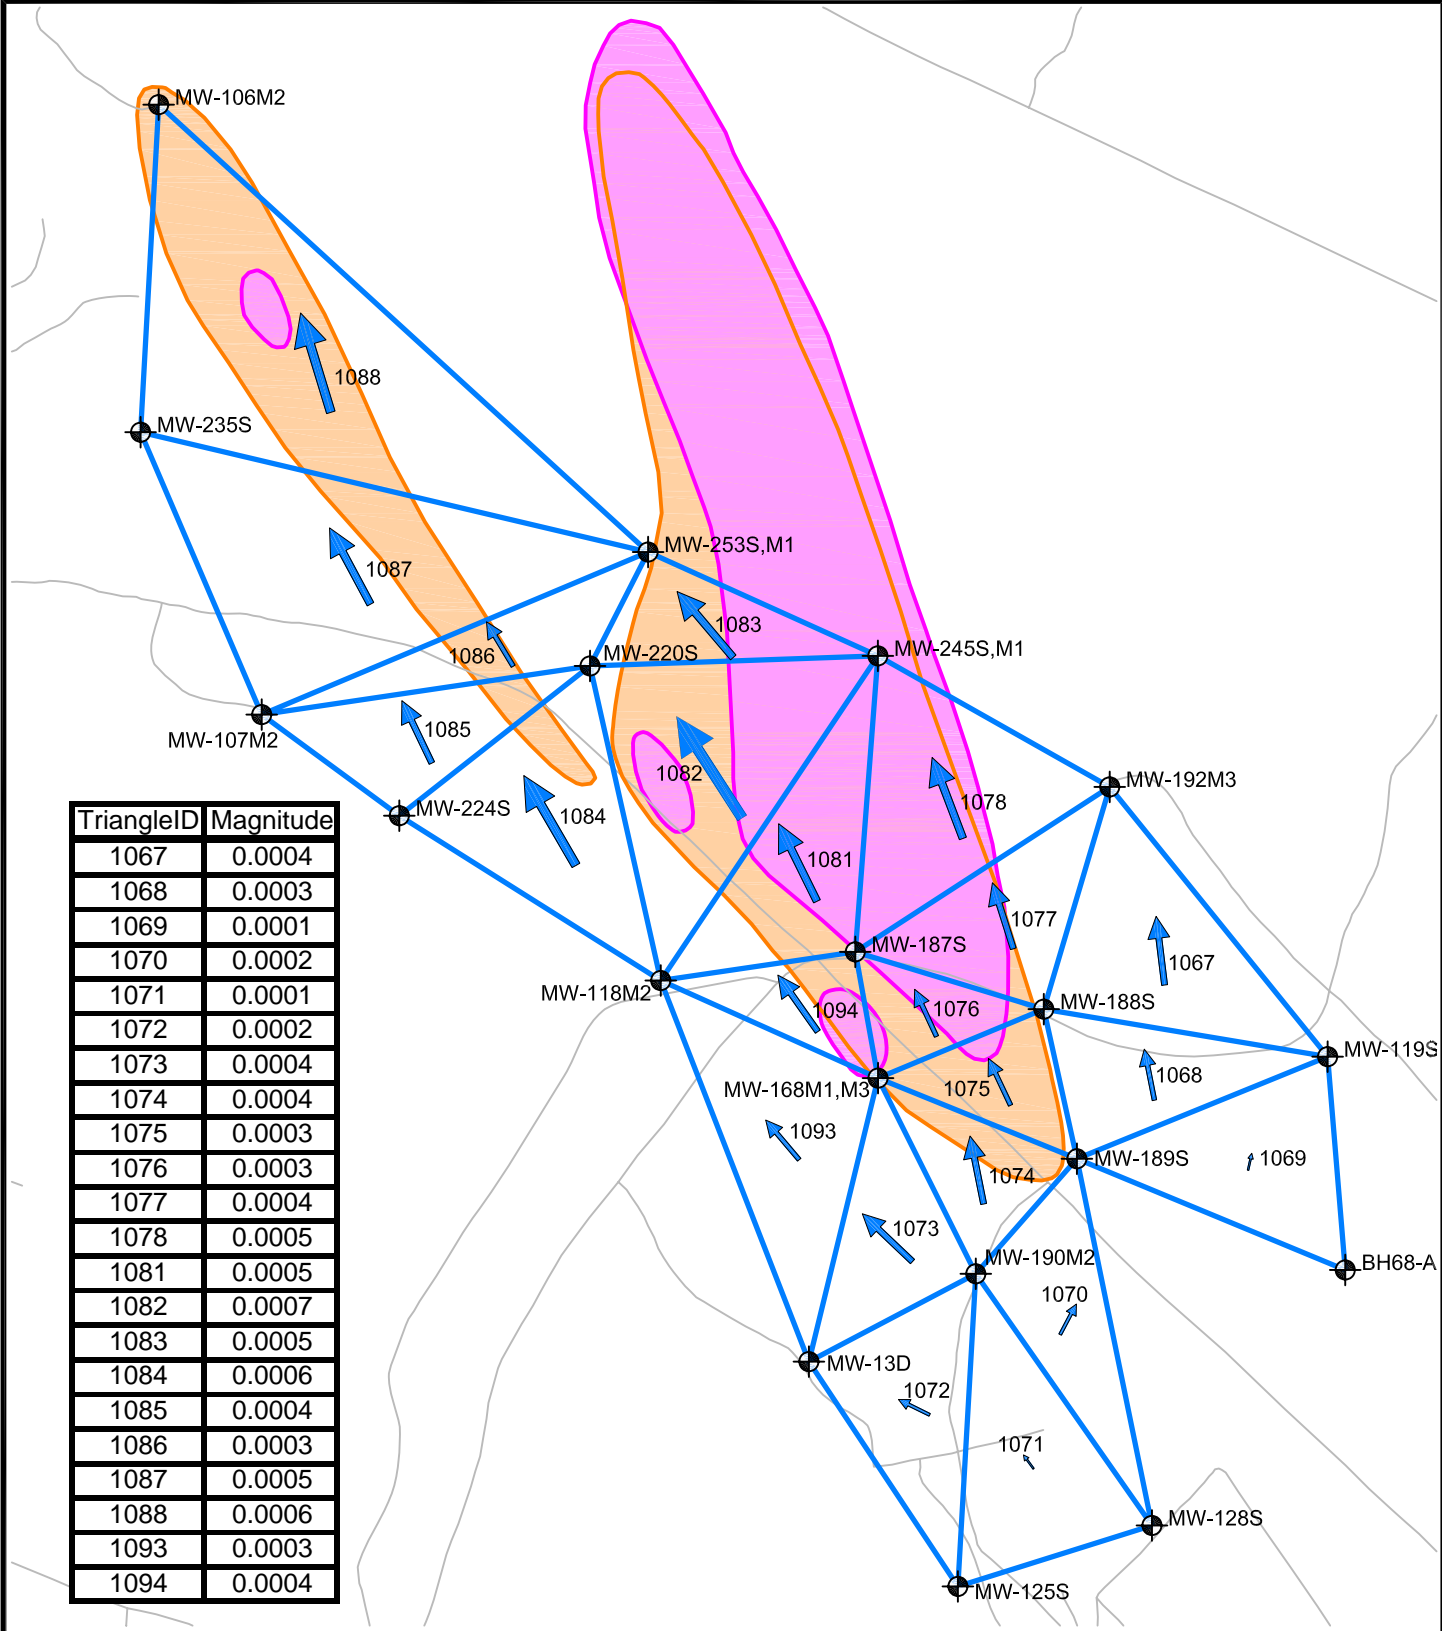 MW-106M2
1088
MW-235S
MW-253S,M1
1087
1083
MW-220S
MW-245S,M1
1086
1085
MW-107M2
1082
MW-192M3
1078
MW-224S
1084
1081
1077
MW-187S
1067
MW-118M2
1094
1076
MW-188S
MW-119S
1068
1075
MW-168M1,M3
1093
MW-189S
1069
1074
1073
MW-190M2
BH68-A
1070
MW-13D
1072
1071
MW-128S
MW-125S
TriangleID Magnitude
1067 0.0004
1068 0.0003
1069 0.0001
1070 0.0002
1071 0.0001
1072 0.0002
1073 0.0004
1074 0.0004
1075 0.0003
1076 0.0003
1077 0.0004
1078 0.0005
1081 0.0005
1082 0.0007
1083 0.0005
1084 0.0006
1085 0.0004
1086 0.0003
1087 0.0005
1088 0.0006
1093 0.0003
1094 0.0004